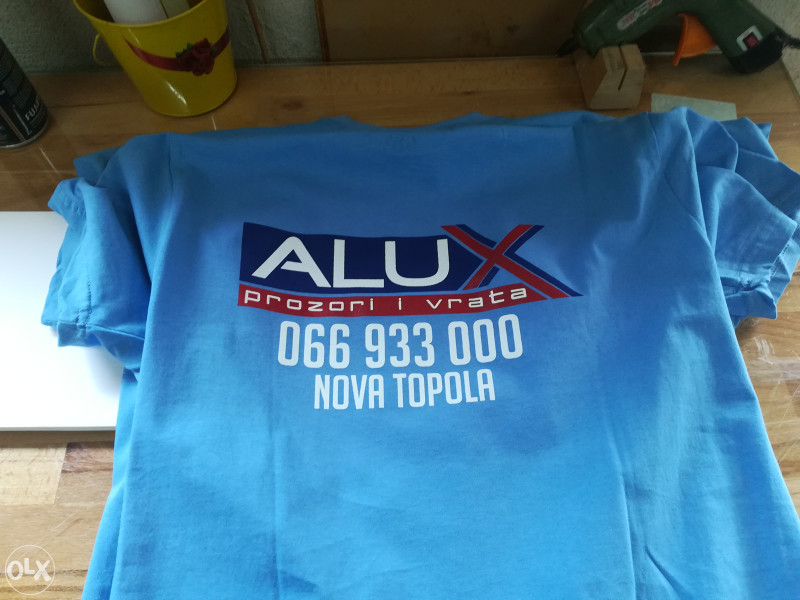 ALUX
prozori i vrata
066 933 000
NOVA TOPOLA
OLX